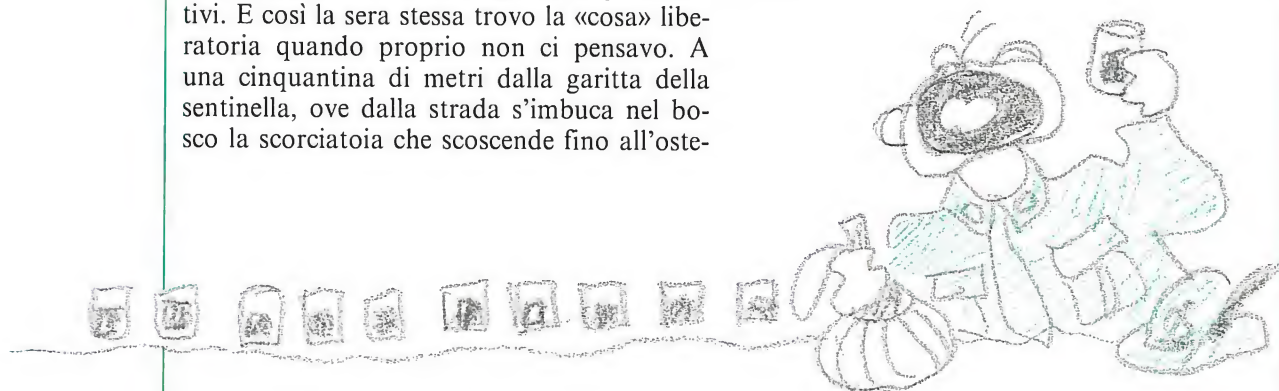 tivi. E così la sera stessa trovo la «cosa» libe-
ratoria quando proprio non ci pensavo. A
una cinquantina di metri dalla garitta della
sentinella, ove dalla strada s'imbuca nel bo-
sco la scorciatoia che scoscende fino all'oste-